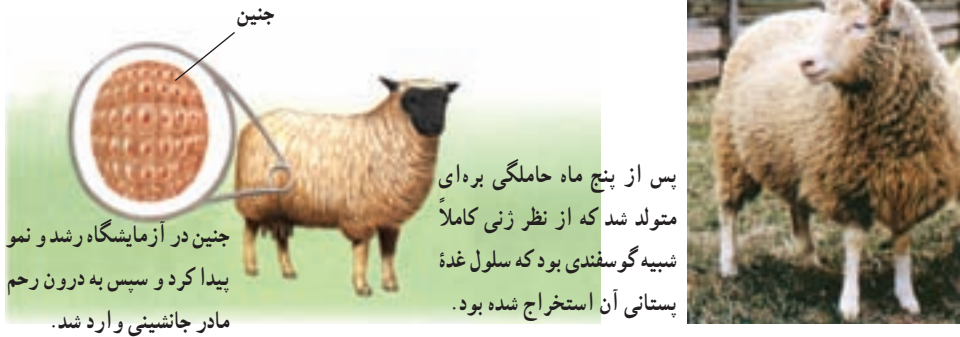 جنین
جنین در آزمایشگاه رشد و نمو
پیدا کرد و سپس به درون رحم
مادر جانشینی وارد شد.
پس از پنج ماه حاملگی بره‌ای
متولد شد که از نظر ژنی کاملاً
شبیه گوسفندی بود که سلول غدهٔ
پستانی آن استخراج شده بود.